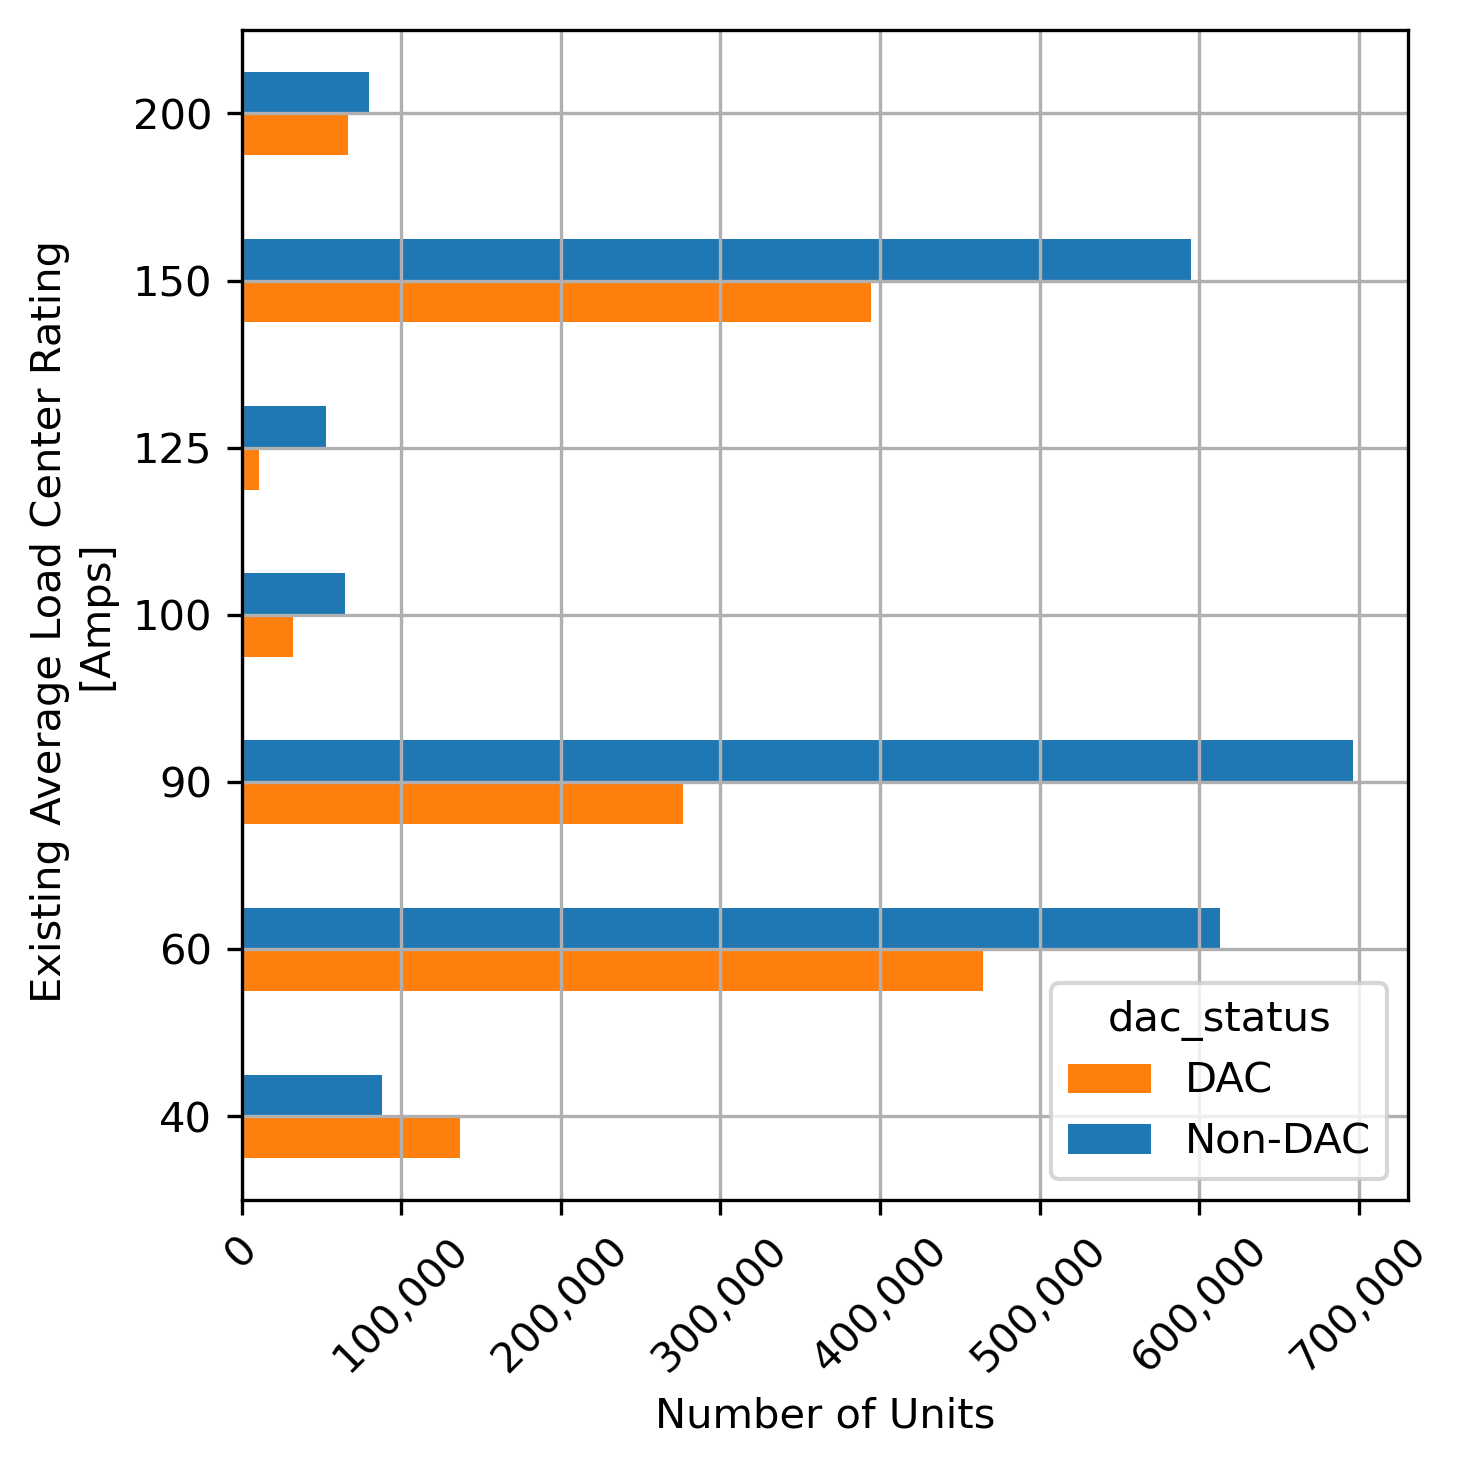 Existing Average Load Center Rating
[Amps]
200
150
125
100
90
60
40
dac_status
DAC
Non-DAC
0
100,000
200,000
300,000
400,000
500,000
600,000
700,000
Number of Units